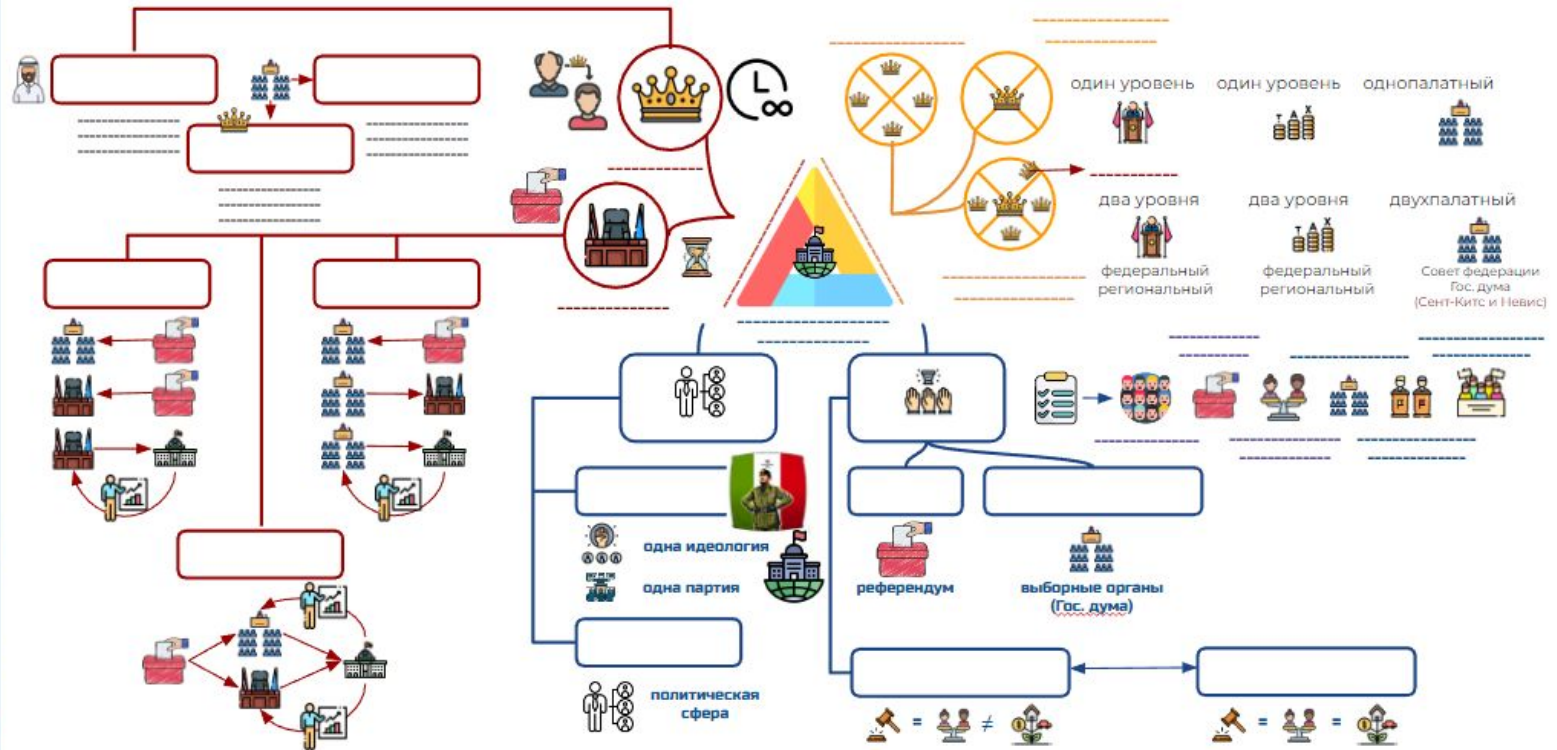 один уровень
один уровень
однопалатный
T A X
два уровня
два уровня
двухпалатный
T A X
федеральный
региональный
федеральный
региональный
Совет федерации
Гос. дума
(Сент-Китс и Невис)
одна идеология
одна партия
референдум
выборные органы
(Гос. дума)
политическая
сфера
= ≠
= =